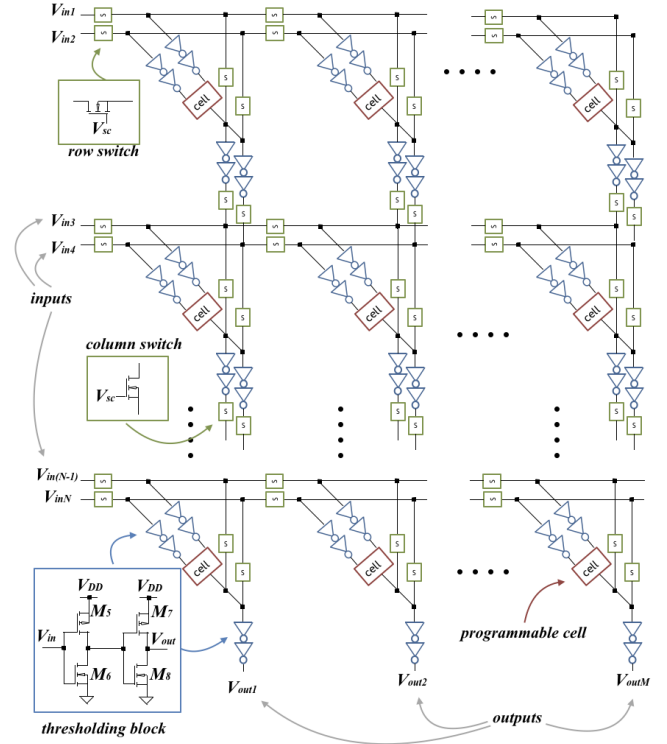 Vin1 S S S
Vin2 S S S
S S S
cell cell cell
Vsc
row switch
S S S
S S S
Vin3 S S S
Vin4 S S S
inputs
S S S
S S S
cell cell cell
column switch
Vsc
S S S
S S S
Vin(N-1) S S S
VinN S S S
S S S
S S S
cell cell cell
VDD VDD
M5 M7
Vin Vout
M6 M8
thresholding block
programmable cell
Vout1 Vout2 VoutM
outputs